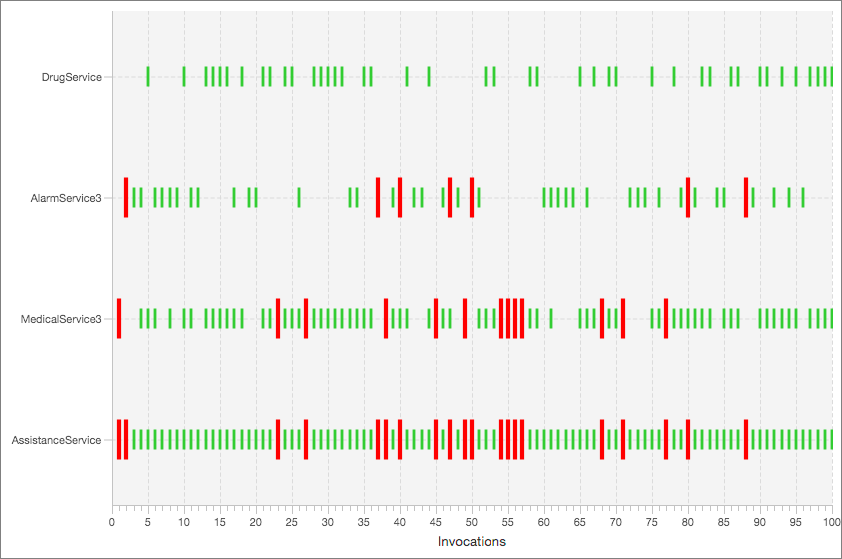 DrugService
AlarmService3
MedicalService3
AssistanceService
0 5 10 15 20 25 30 35 40 45 50 55 60 65 70 75 80 85 90 95 100
Invocations